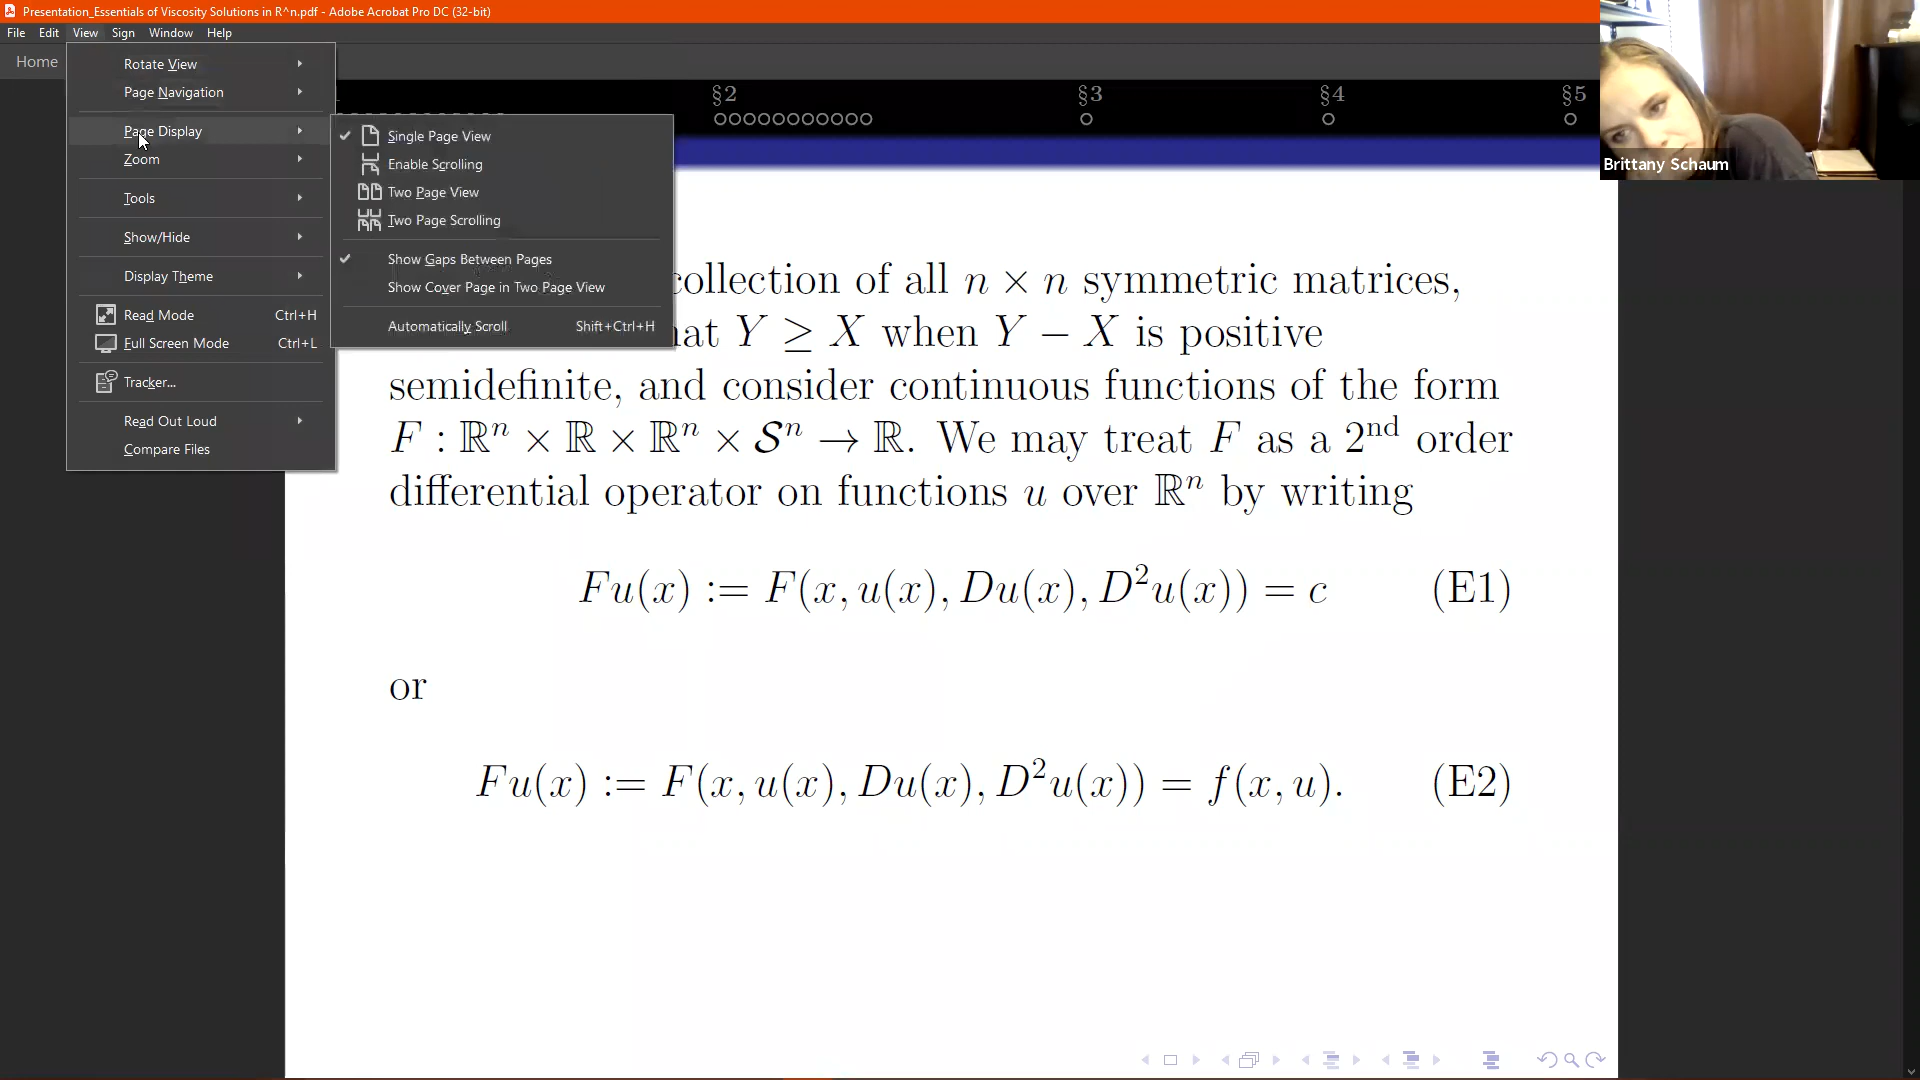 Presentation_Essentials of Viscosity Solutions in R^n.pdf - Adobe Acrobat Pro DC (32-bit)
File Edit View Sign Window Help
Home
Rotate View
Page Navigation
Page Display
Zoom
Tools
Show/Hide
Display Theme
Read Mode Ctrl+H
Full Screen Mode Ctrl+L
Tracker...
Read Out Loud
Compare Files
Single Page View
Enable Scrolling
Two Page View
Two Page Scrolling
Show Gaps Between Pages
Show Cover Page in Two Page View
Automatically Scroll Shift+Ctrl+H
§2 §3 §4 §5
Brittany Schaum
collection of all n × n symmetric matrices,
Y ≥ X when Y − X is positive
semidefinite, and consider continuous functions of the form
F : ℝⁿ × ℝ × ℝⁿ × 𝒮ⁿ → ℝ. We may treat F as a 2ⁿᵈ order
differential operator on functions u over ℝⁿ by writing
Fu(x) := F(x, u(x), Du(x), D²u(x)) = c (E1)
or
Fu(x) := F(x, u(x), Du(x), D²u(x)) = f(x, u). (E2)